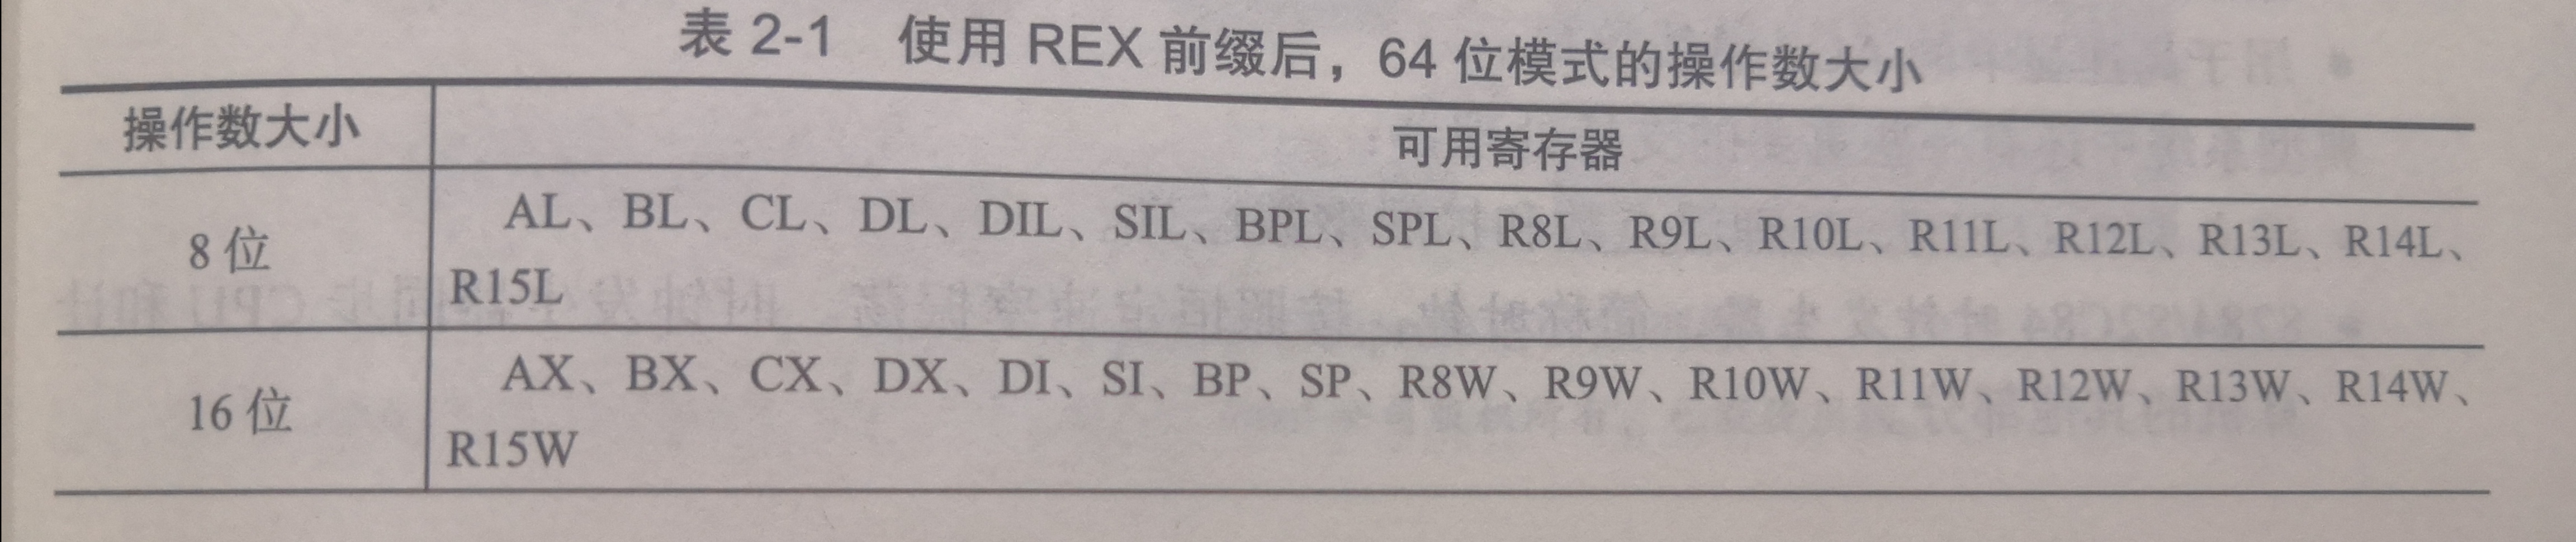 表 2-1 使用 REX 前缀后，64 位模式的操作数大小
操作数大小 可用寄存器
8 位
AL、BL、CL、DL、DIL、SIL、BPL、SPL、R8L、R9L、R10L、R11L、R12L、R13L、R14L、
R15L
16 位
AX、BX、CX、DX、DI、SI、BP、SP、R8W、R9W、R10W、R11W、R12W、R13W、R14W、
R15W